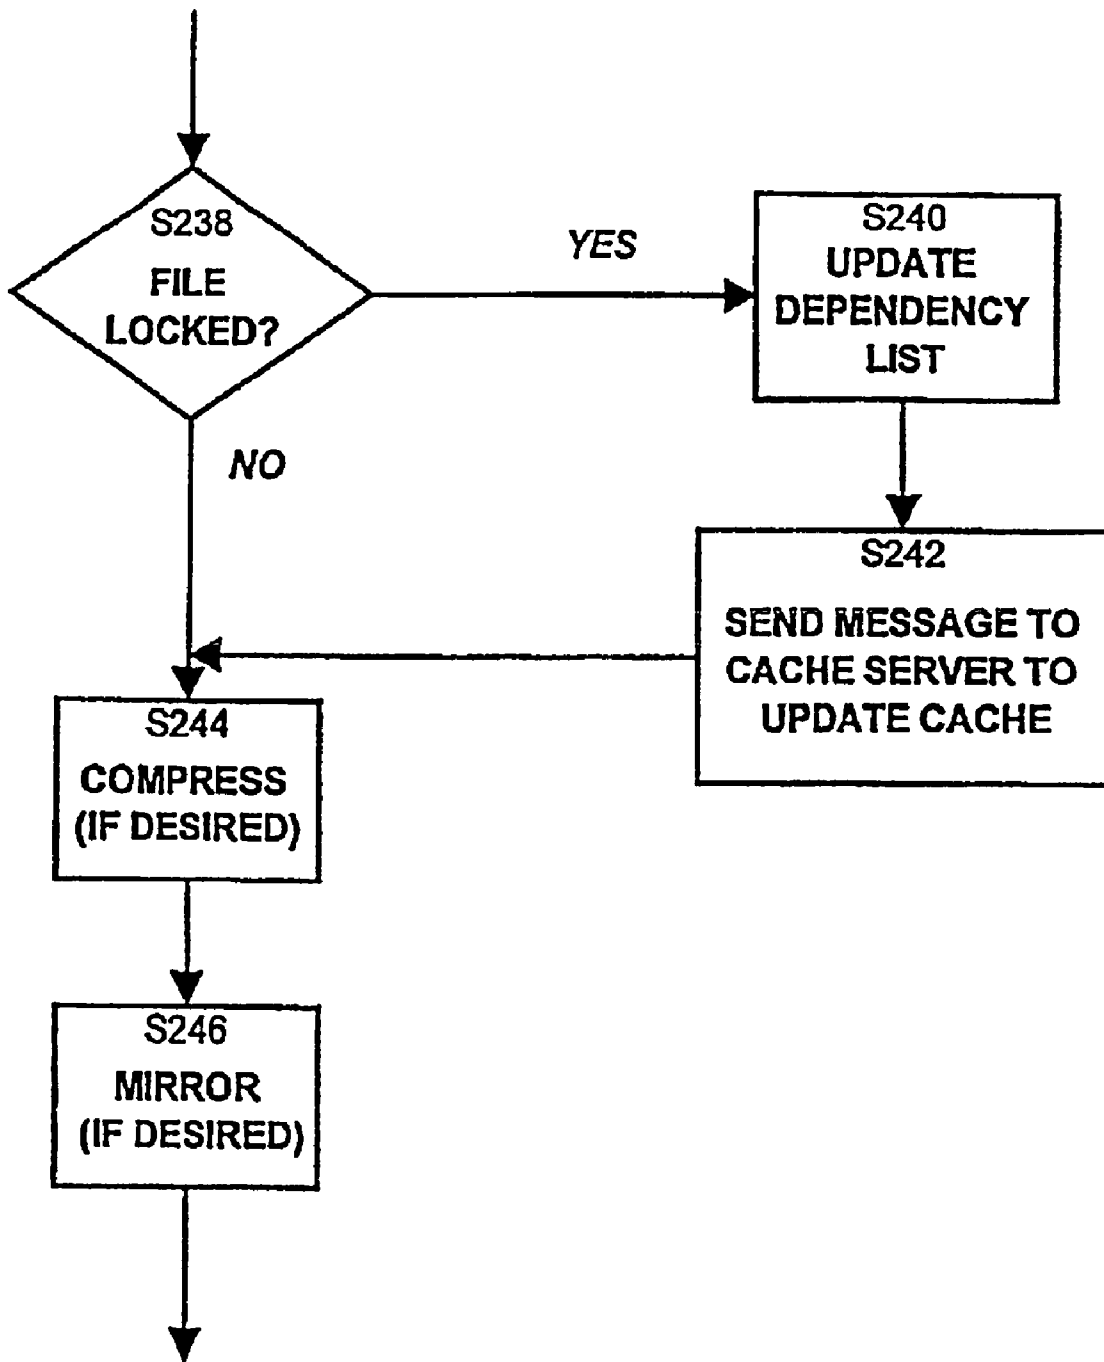 S238
FILE
LOCKED?
YES
S240
UPDATE
DEPENDENCY
LIST
NO
S242
SEND MESSAGE TO
CACHE SERVER TO
UPDATE CACHE
S244
COMPRESS
(IF DESIRED)
S246
MIRROR
(IF DESIRED)